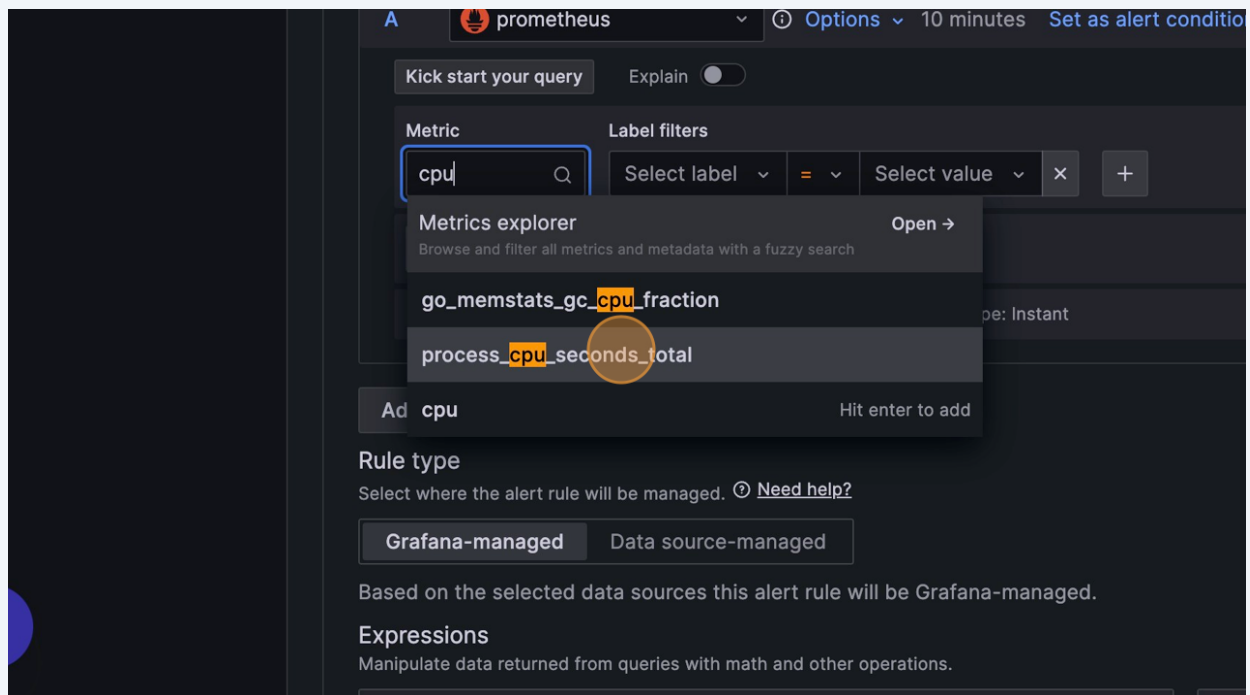 A prometheus Options 10 minutes Set as alert conditio
Kick start your query Explain
Metric Label filters
cpu Select label = Select value
Metrics explorer Open →
Browse and filter all metrics and metadata with a fuzzy search
go_memstats_gc_cpu_fraction
pe: Instant
process_cpu_seconds_total
Ad cpu Hit enter to add
Rule type
Select where the alert rule will be managed. Need help?
Grafana-managed Data source-managed
Based on the selected data sources this alert rule will be Grafana-managed.
Expressions
Manipulate data returned from queries with math and other operations.